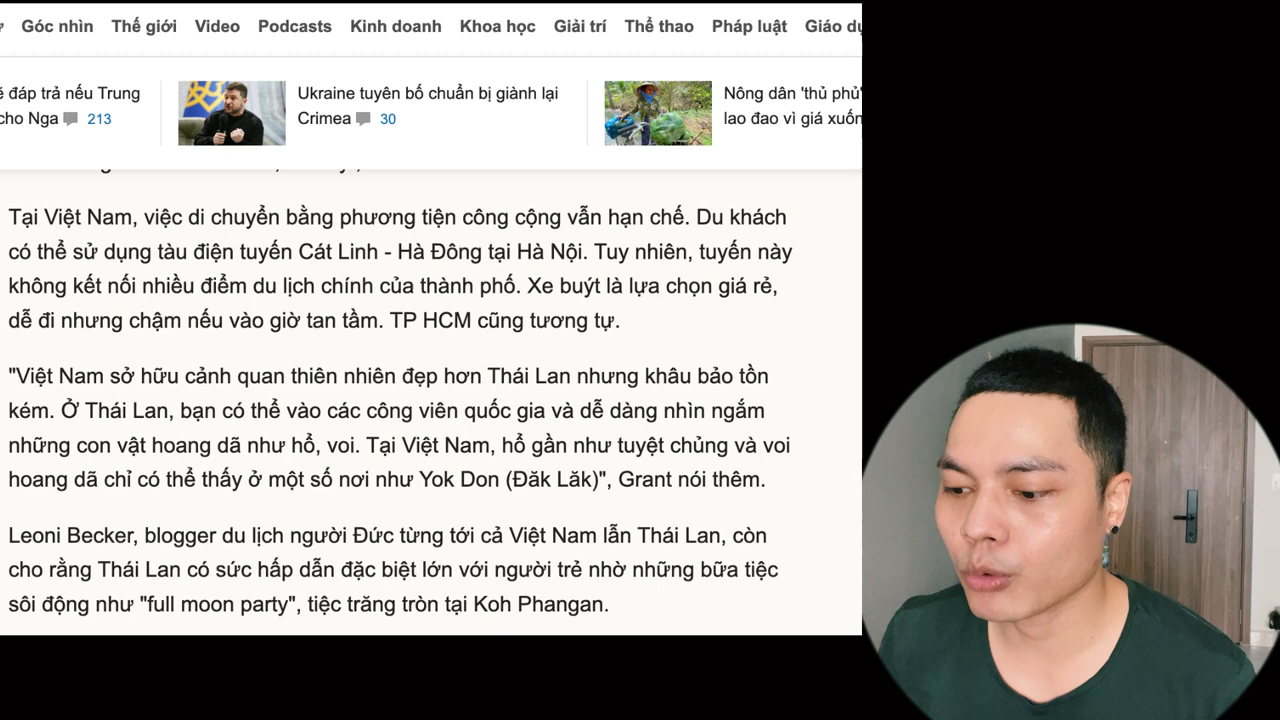 Góc nhìn Thế giới Video Podcasts Kinh doanh Khoa học Giải trí Thể thao Pháp luật Giáo
đáp trả nếu Trung
cho Nga 213
Ukraine tuyên bố chuẩn bị giành lại
Crimea 30
Nông dân 'thủ phủ'
lao đao vì giá xuốn
Tại Việt Nam, việc di chuyển bằng phương tiện công cộng vẫn hạn chế. Du khách
có thể sử dụng tàu điện tuyến Cát Linh - Hà Đông tại Hà Nội. Tuy nhiên, tuyến này
không kết nối nhiều điểm du lịch chính của thành phố. Xe buýt là lựa chọn giá rẻ,
dễ đi nhưng chậm nếu vào giờ tan tầm. TP HCM cũng tương tự.
"Việt Nam sở hữu cảnh quan thiên nhiên đẹp hơn Thái Lan nhưng khâu bảo tồn
kém. Ở Thái Lan, bạn có thể vào các công viên quốc gia và dễ dàng nhìn ngắm
những con vật hoang dã như hổ, voi. Tại Việt Nam, hổ gần như tuyệt chủng và voi
hoang dã chỉ có thể thấy ở một số nơi như Yok Don (Đăk Lăk)", Grant nói thêm.
Leoni Becker, blogger du lịch người Đức từng tới cả Việt Nam lẫn Thái Lan, còn
cho rằng Thái Lan có sức hấp dẫn đặc biệt lớn với người trẻ nhờ những bữa tiệc
sôi động như "full moon party", tiệc trăng tròn tại Koh Phangan.